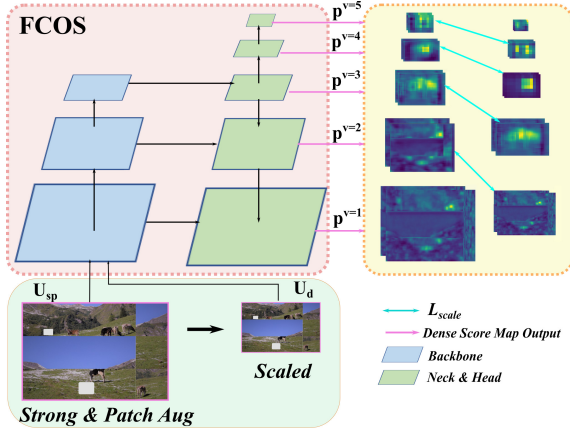 FCOS
p^v=5
p^v=4
p^v=3
p^v=2
p^v=1
U_sp
U_d
Scaled
Strong & Patch Aug
L_scale
Dense Score Map Output
Backbone
Neck & Head